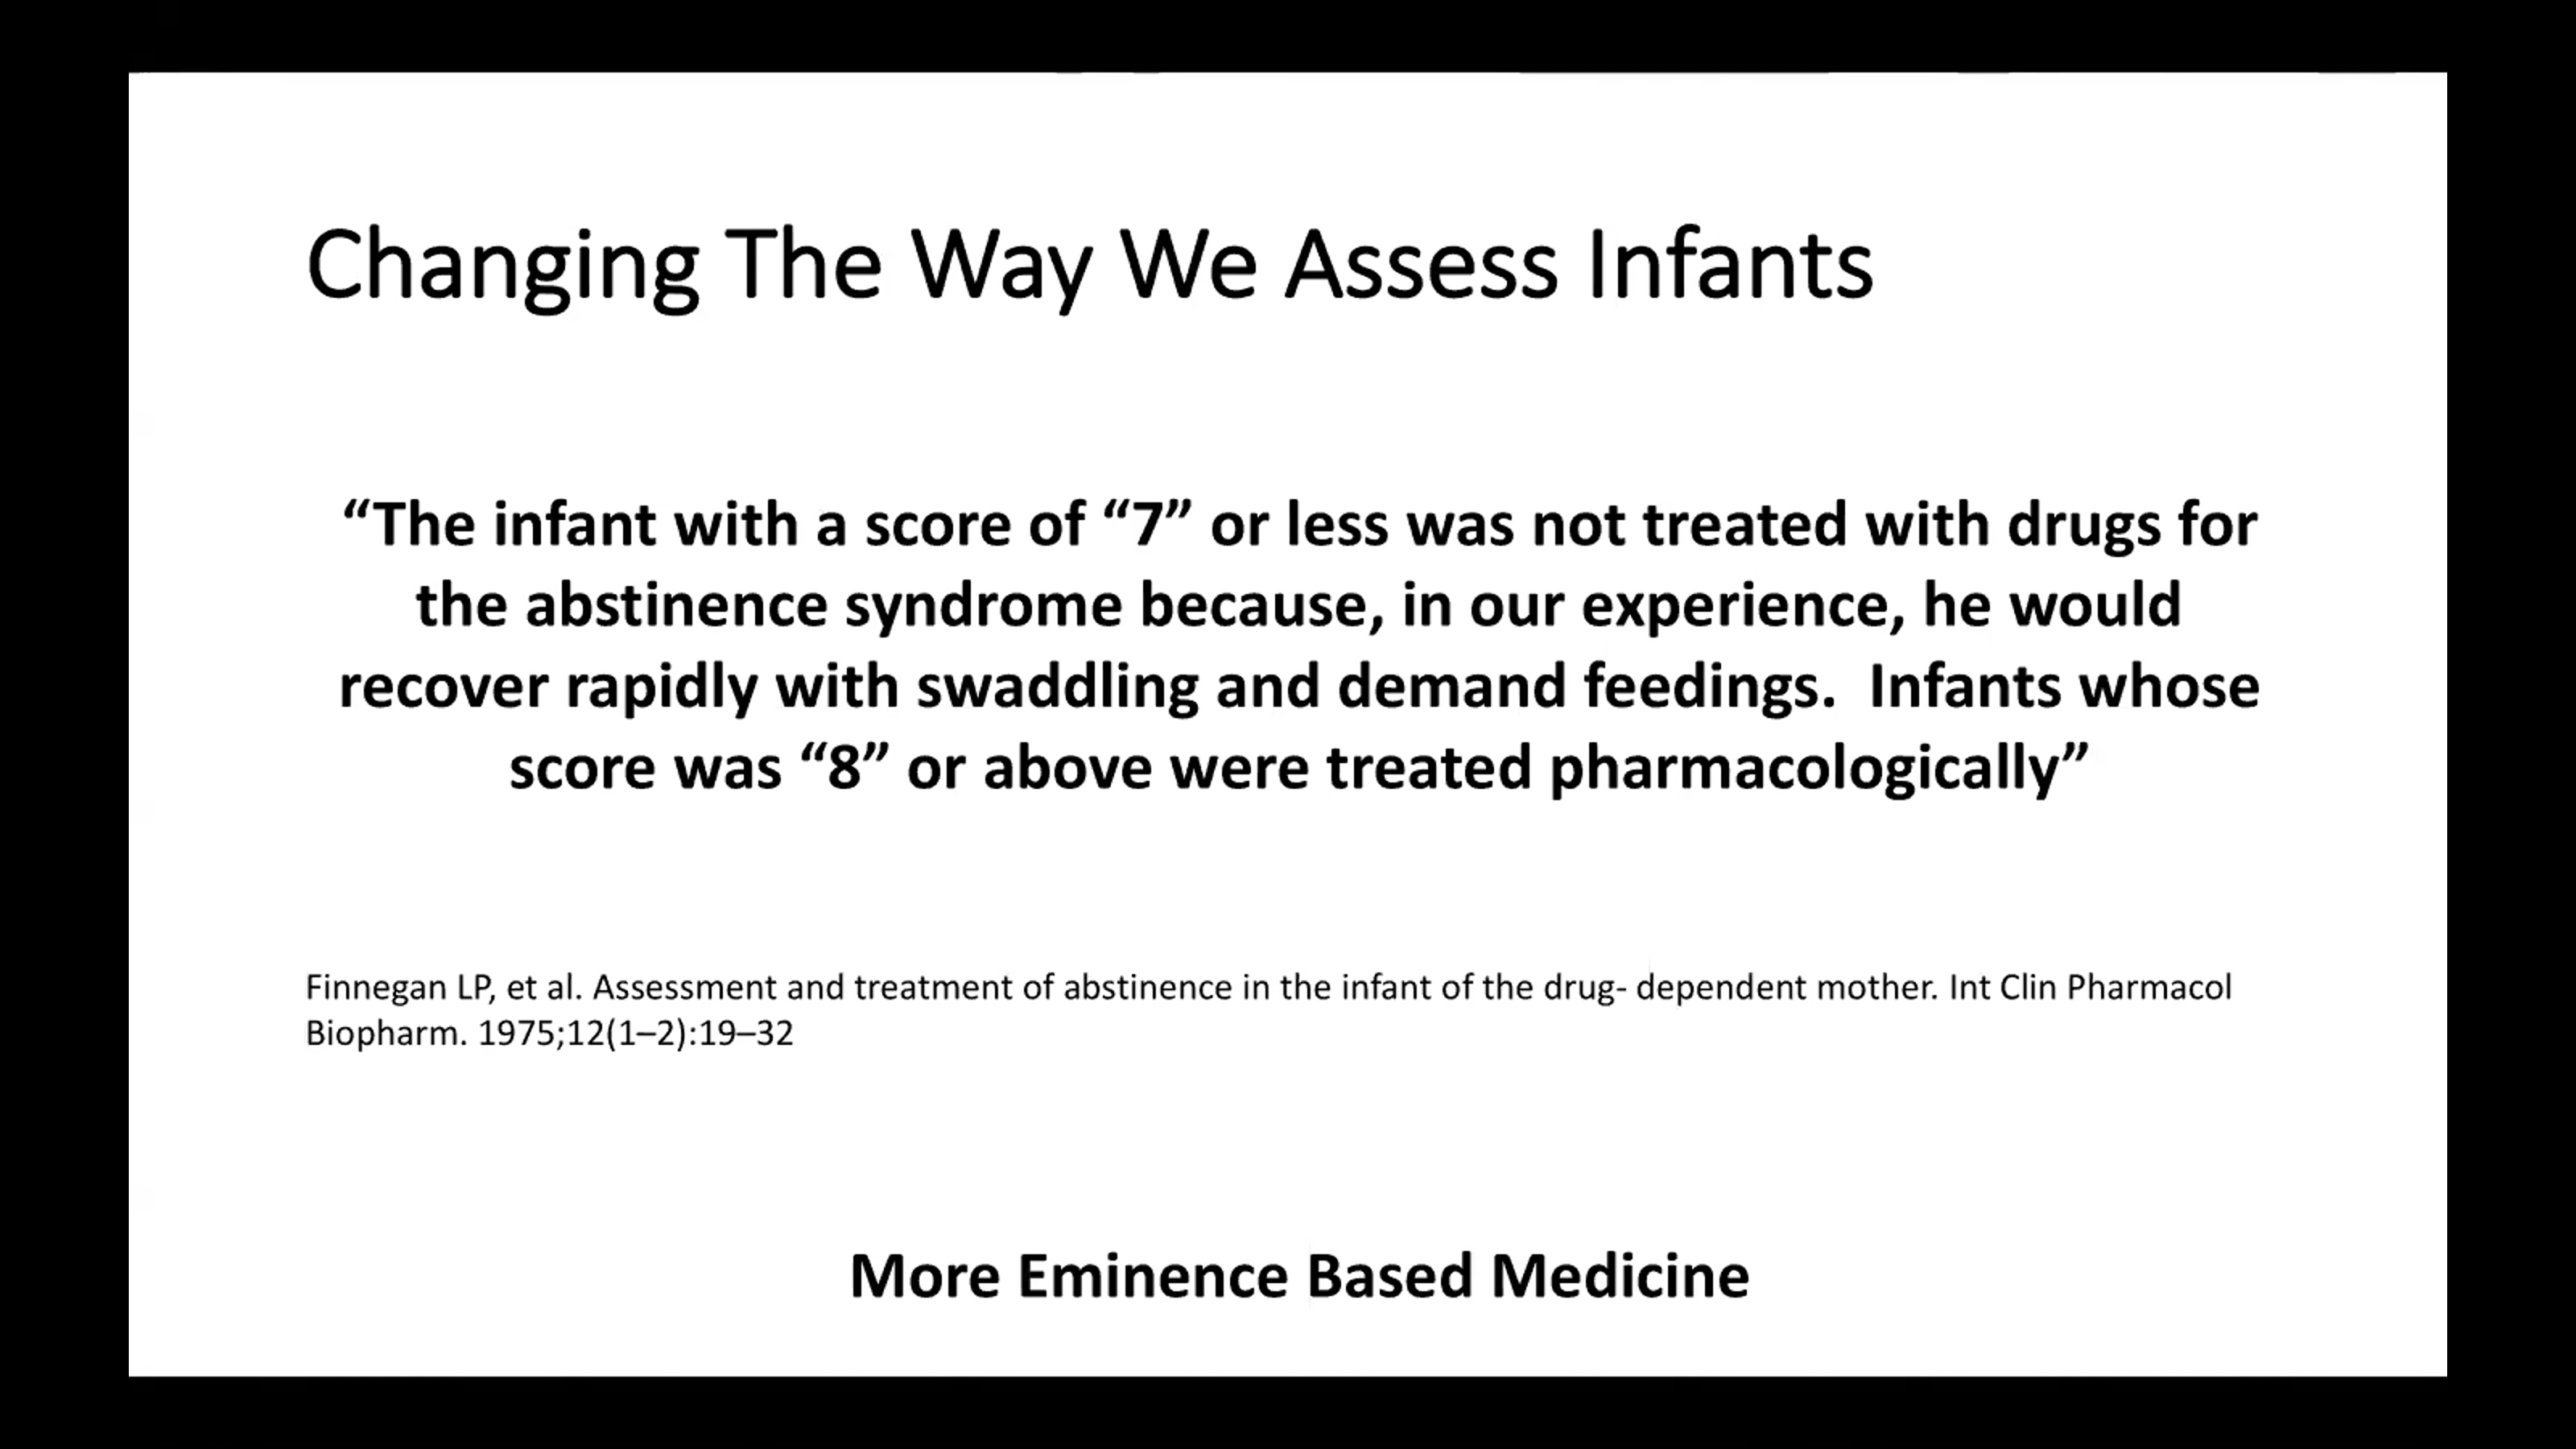 Changing The Way We Assess Infants
“The infant with a score of “7” or less was not treated with drugs for
the abstinence syndrome because, in our experience, he would
recover rapidly with swaddling and demand feedings.  Infants whose
score was “8” or above were treated pharmacologically”
Finnegan LP, et al. Assessment and treatment of abstinence in the infant of the drug- dependent mother. Int Clin Pharmacol
Biopharm. 1975;12(1–2):19–32
More Eminence Based Medicine